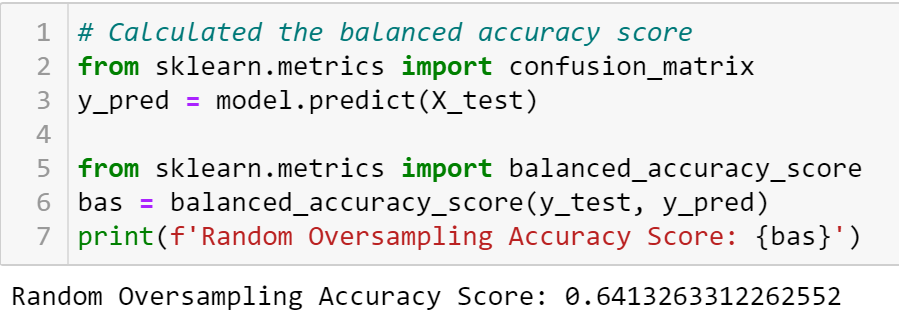 1 # Calculated the balanced accuracy score
2 from sklearn.metrics import confusion_matrix
3 y_pred = model.predict(X_test)
4
5 from sklearn.metrics import balanced_accuracy_score
6 bas = balanced_accuracy_score(y_test, y_pred)
7 print(f'Random Oversampling Accuracy Score: {bas}')
Random Oversampling Accuracy Score: 0.6413263312262552